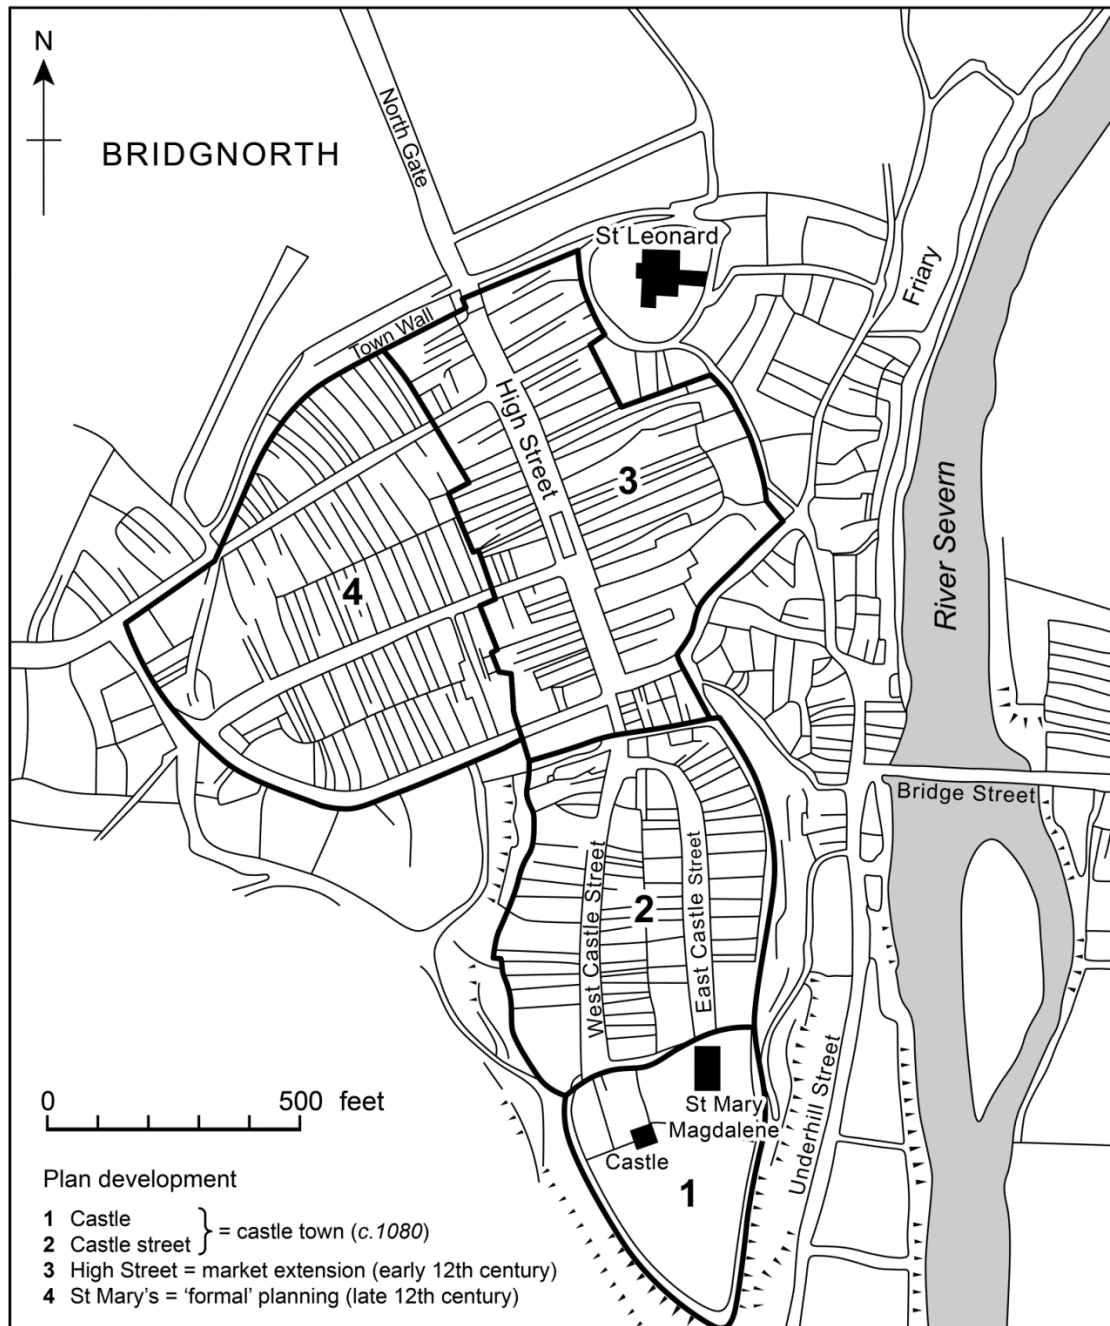 N
BRIDGNORTH
North Gate
St Leonard
Friary
Town Wall
High Street
3
River Severn
4
Bridge Street
West Castle Street
2
East Castle Street
St Mary
Magdalene
Castle
Underhill Street
1
0 500 feet
Plan development
1 Castle
2 Castle street
= castle town (c.1080)
3 High Street = market extension (early 12th century)
4 St Mary's = 'formal' planning (late 12th century)